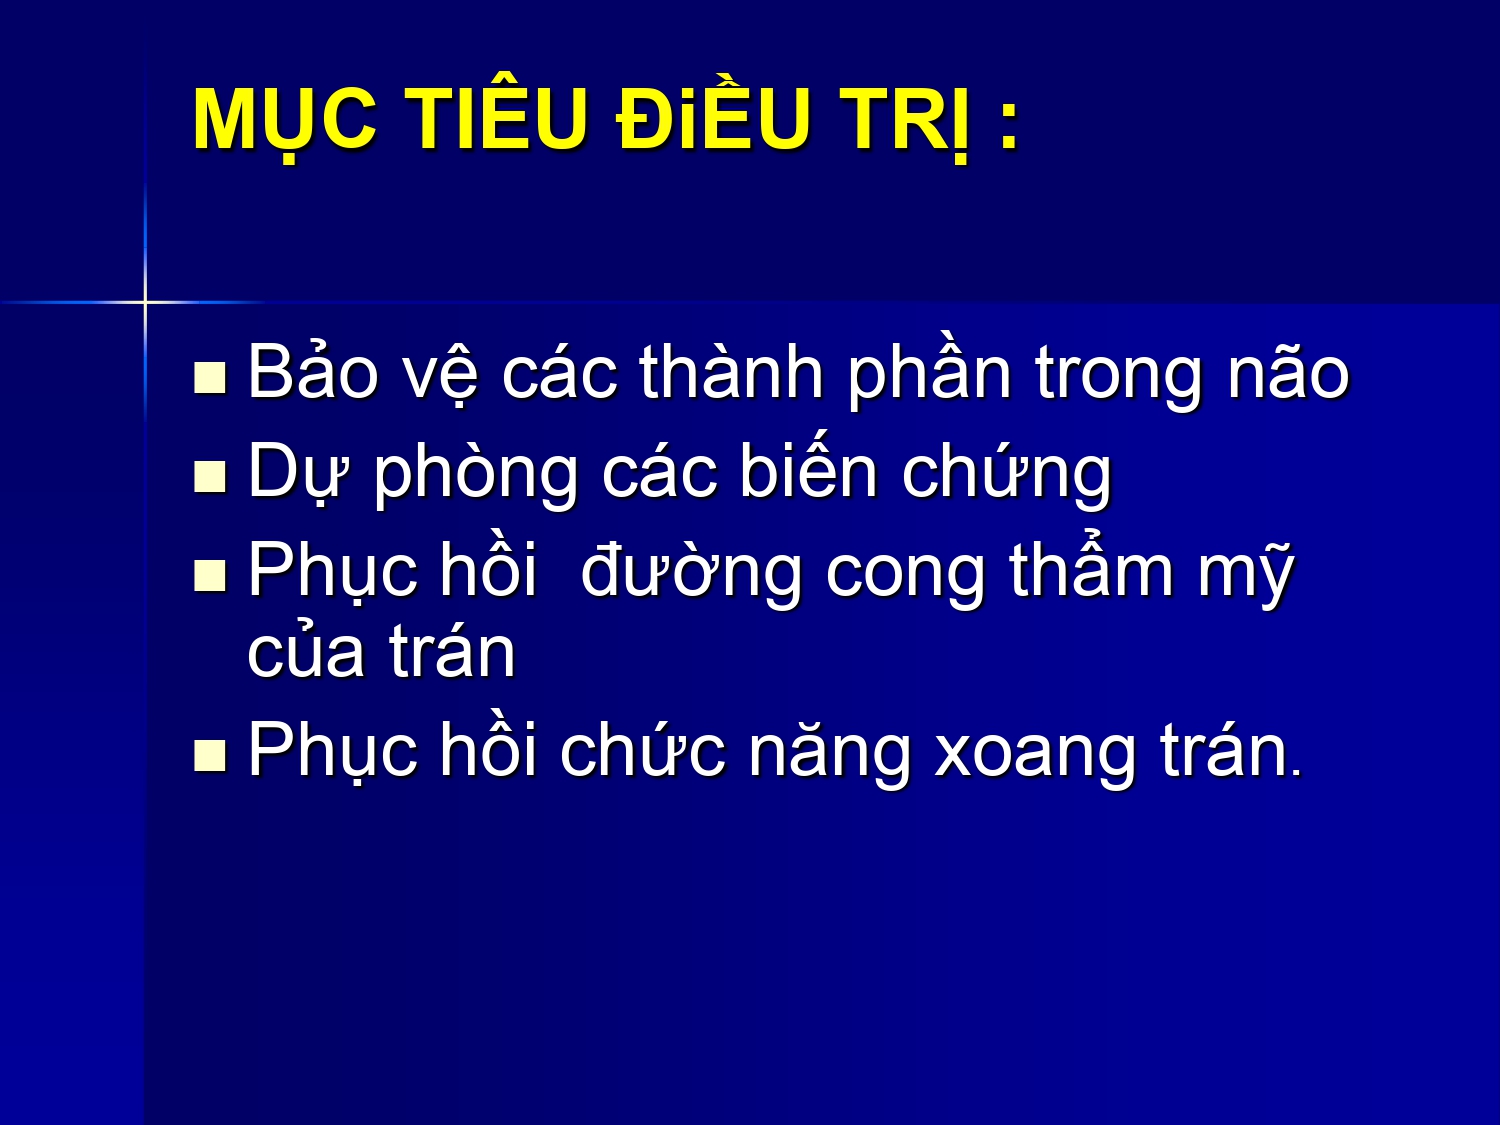 MỤC TIÊU ĐiỀU TRỊ :
Bảo vệ các thành phần trong não
Dự phòng các biến chứng
Phục hồi  đường cong thẩm mỹ
của trán
Phục hồi chức năng xoang trán.